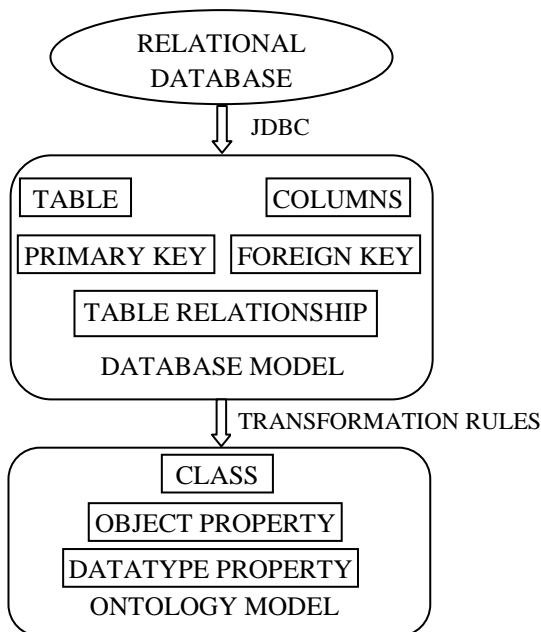 RELATIONAL
DATABASE
JDBC
TABLE
COLUMNS
PRIMARY KEY
FOREIGN KEY
TABLE RELATIONSHIP
DATABASE MODEL
TRANSFORMATION RULES
CLASS
OBJECT PROPERTY
DATATYPE PROPERTY
ONTOLOGY MODEL